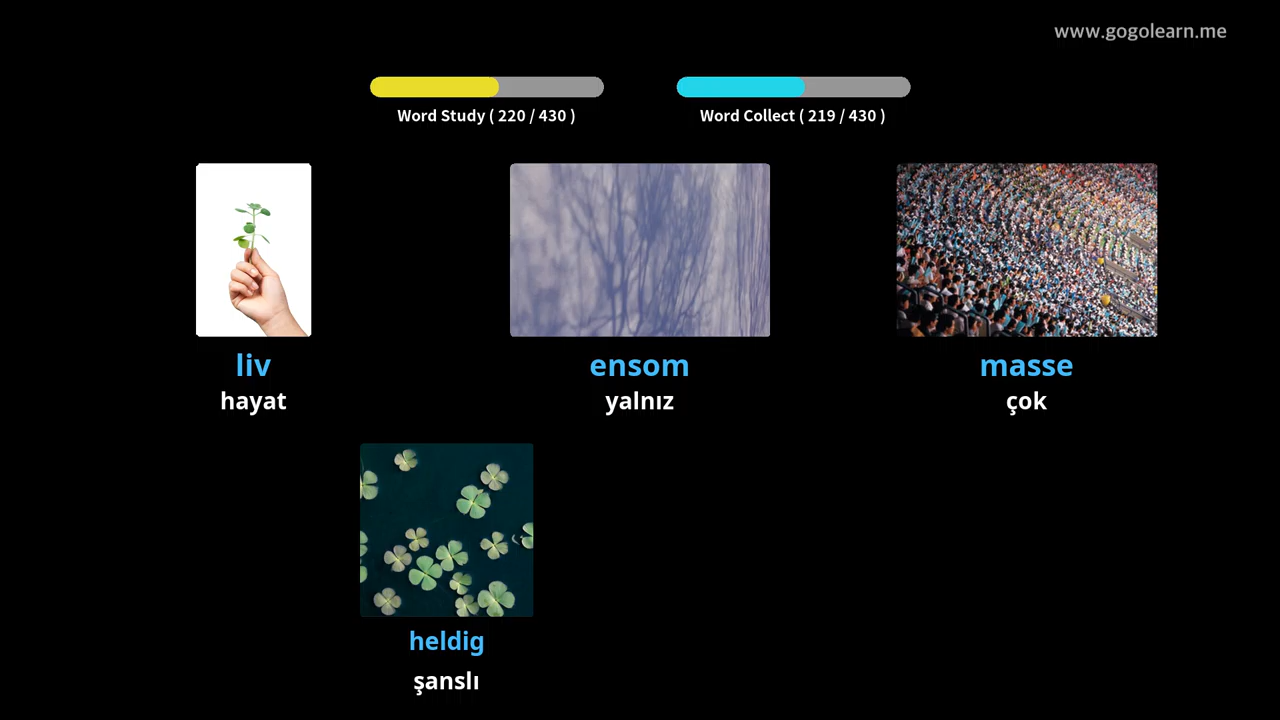 www.gogolearn.me
Word Study ( 220 / 430 )
Word Collect ( 219 / 430 )
liv
hayat
ensom
yalnız
masse
çok
heldig
şanslı